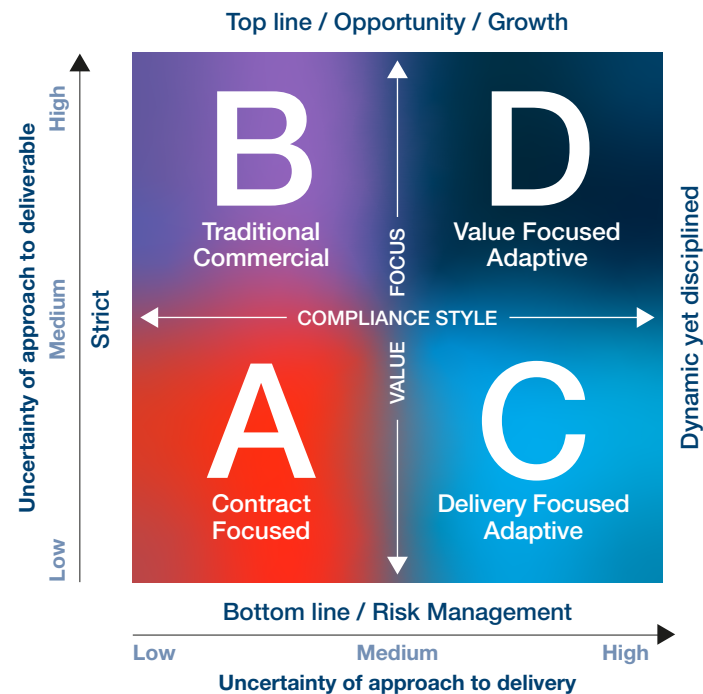 Top line / Opportunity / Growth
Uncertainty of approach to deliverable
High
Medium
Low
Strict
B
Traditional
Commercial
D
Value Focused
Adaptive
FOCUS
COMPLIANCE STYLE
VALUE
Dynamic yet disciplined
A
Contract
Focused
C
Delivery Focused
Adaptive
Bottom line / Risk Management
Low
Medium
High
Uncertainty of approach to delivery